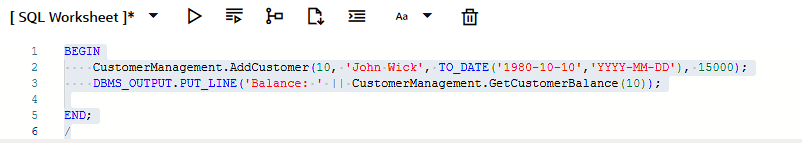 [ SQL Worksheet ]*
Aa
1 BEGIN
2 CustomerManagement.AddCustomer(10, 'John Wick', TO_DATE('1980-10-10','YYYY-MM-DD'), 15000);
3 DBMS_OUTPUT.PUT_LINE('Balance: ' || CustomerManagement.GetCustomerBalance(10));
4
5 END;
6 /